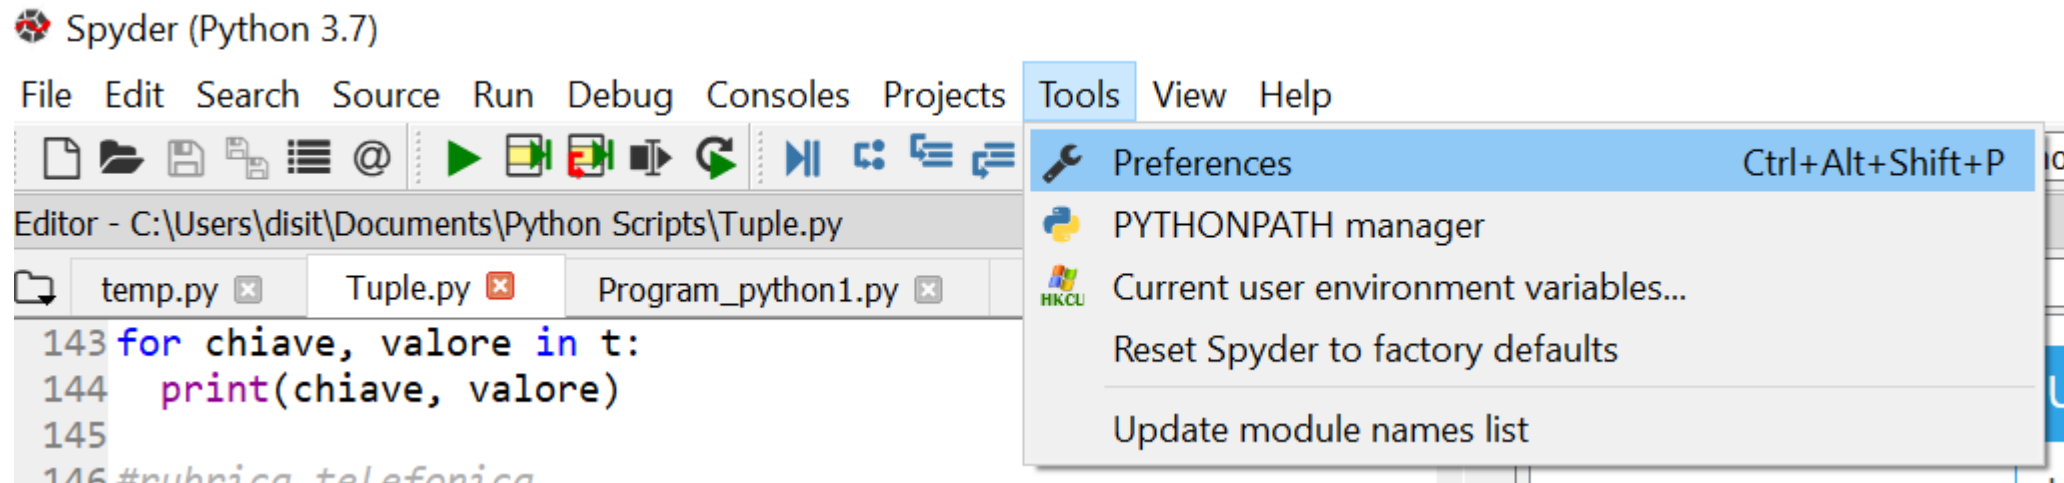 Spyder (Python 3.7)
File Edit Search Source Run Debug Consoles Projects Tools View Help
@
Preferences Ctrl+Alt+Shift+P
Editor - C:\Users\disit\Documents\Python Scripts\Tuple.py
PYTHONPATH manager
temp.py Tuple.py Program_python1.py
HKCU Current user environment variables...
143 for chiave, valore in t:
Reset Spyder to factory defaults
144 print(chiave, valore)
145
Update module names list
146 #rubrica telefonica